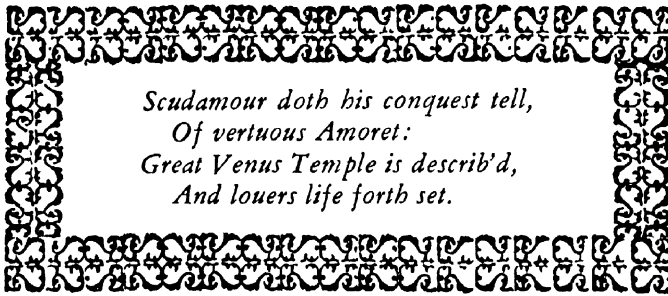 Scudamour doth his conquest tell,
Of vertuous Amoret:
Great Venus Temple is describ'd,
And louers life forth set.